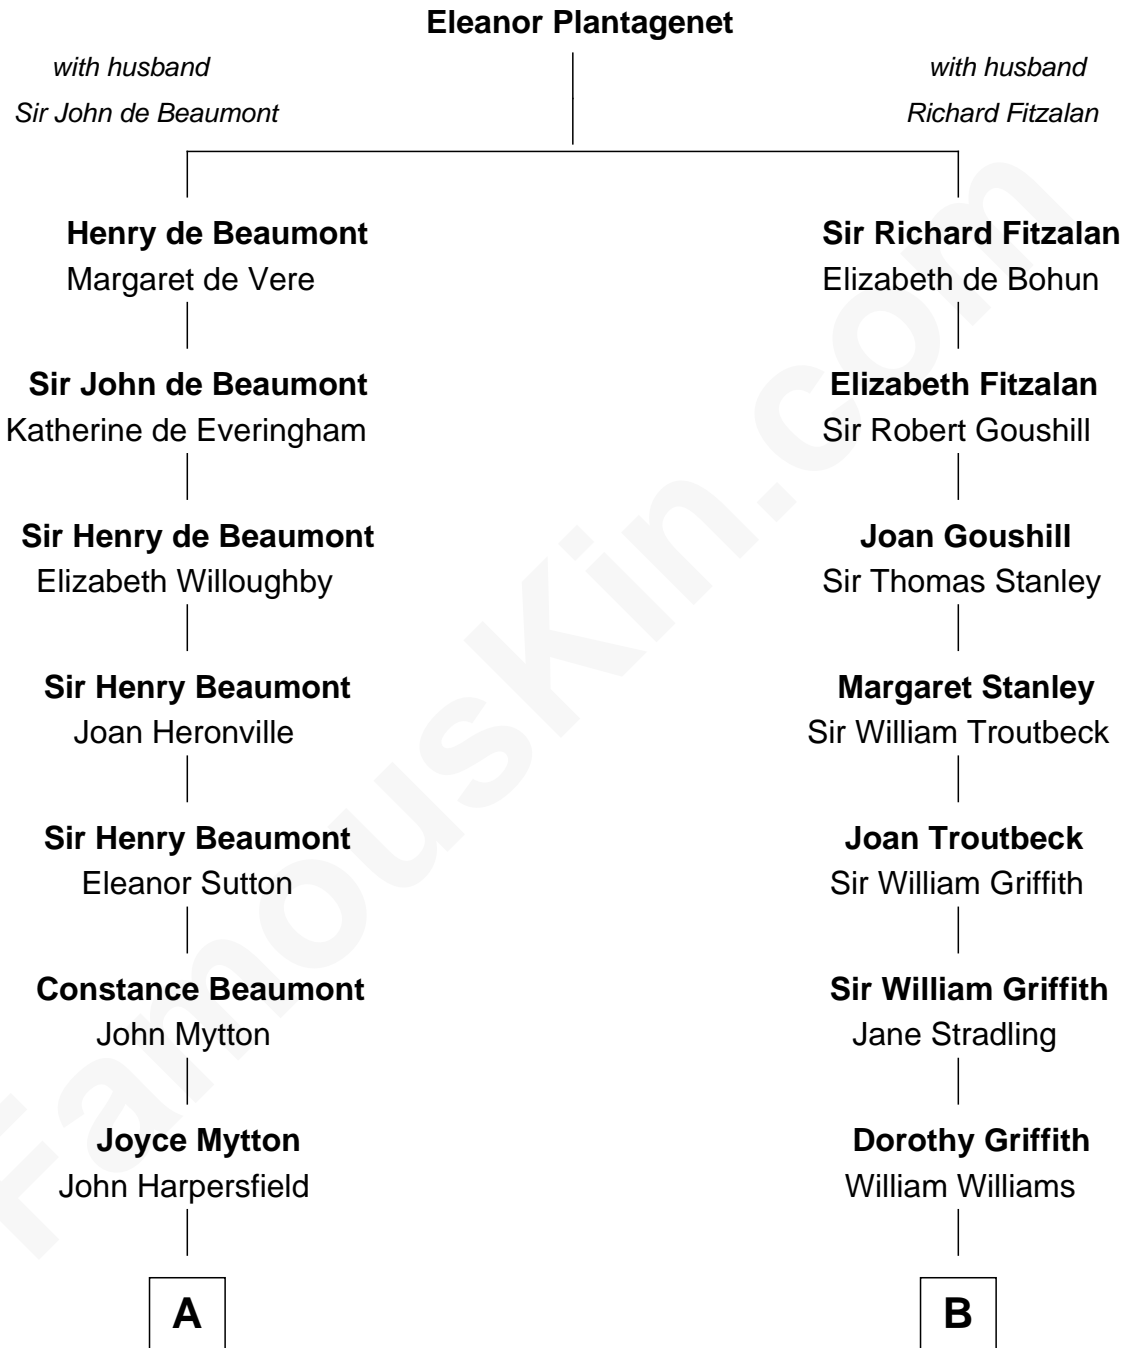 Eleanor Plantagenet
with husband
Sir John de Beaumont
with husband
Richard Fitzalan
Henry de Beaumont
Margaret de Vere
Sir Richard Fitzalan
Elizabeth de Bohun
Sir John de Beaumont
Katherine de Everingham
Elizabeth Fitzalan
Sir Robert Goushill
Sir Henry de Beaumont
Elizabeth Willoughby
Joan Goushill
Sir Thomas Stanley
Sir Henry Beaumont
Joan Heronville
Margaret Stanley
Sir William Troutbeck
Sir Henry Beaumont
Eleanor Sutton
Joan Troutbeck
Sir William Griffith
Constance Beaumont
John Mytton
Sir William Griffith
Jane Stradling
Joyce Mytton
John Harpersfield
Dorothy Griffith
William Williams
A
B
FamousKin.com